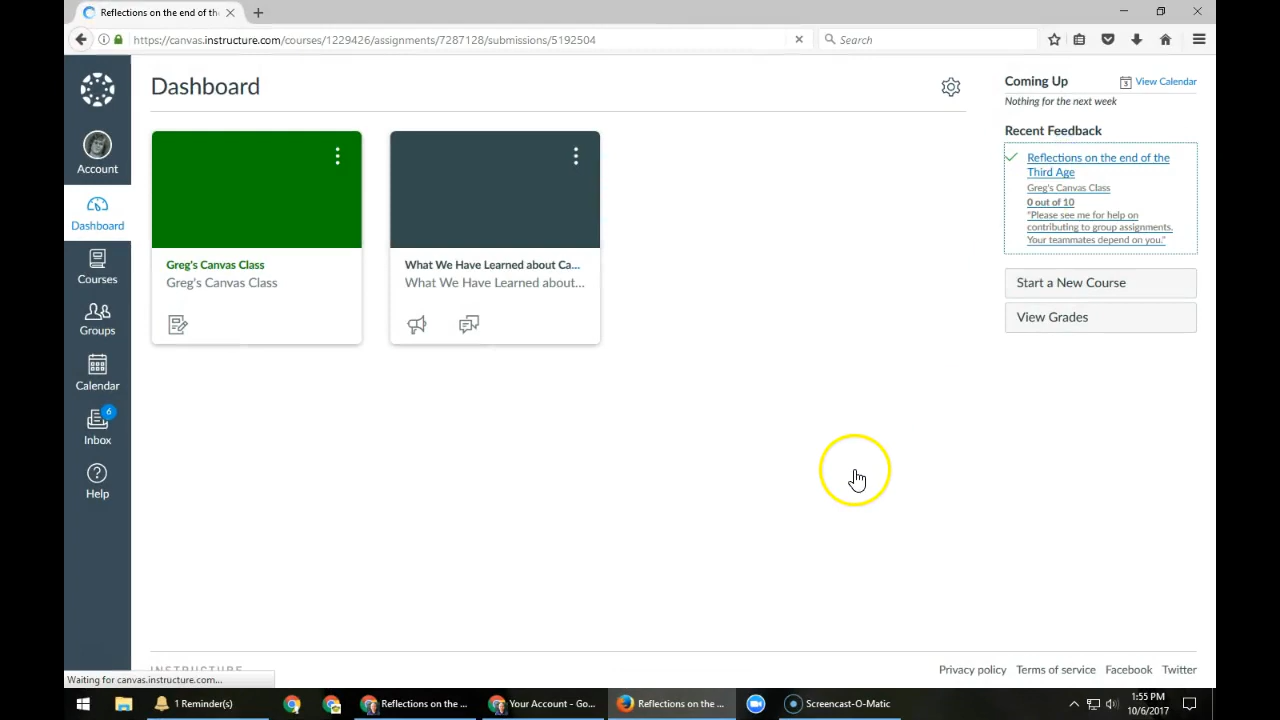 Reflections on the end of th
https://canvas.instructure.com/courses/1229426/assignments/7287128/submissions/5192504
Search
Account
Dashboard
Courses
Groups
Calendar
6
Inbox
Help
Dashboard
Greg's Canvas Class
Greg's Canvas Class
What We Have Learned about Ca...
What We Have Learned about...
Coming Up
3
View Calendar
Nothing for the next week
Recent Feedback
Reflections on the end of the
Third Age
Greg's Canvas Class
0 out of 10
"Please see me for help on
contributing to group assignments.
Your teammates depend on you."
Start a New Course
View Grades
INSTRUCTURE
Privacy policy Terms of service Facebook Twitter
Waiting for canvas.instructure.com...
1 Reminder(s)
Reflections on the ...
Your Account - Go...
Reflections on the ...
Screencast-O-Matic
1:55 PM
10/6/2017